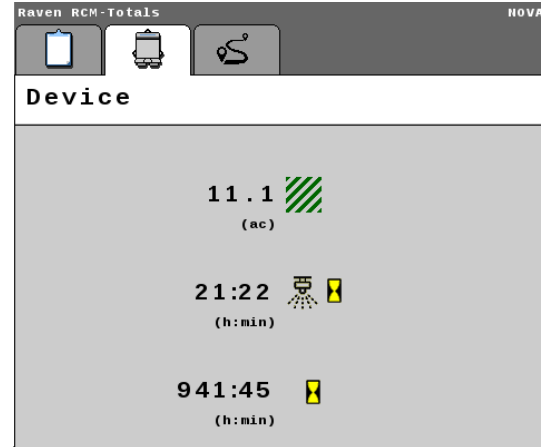 Raven RCM-Totals NOVA
Device
11.1
(ac)
21:22
(h:min)
941:45
(h:min)